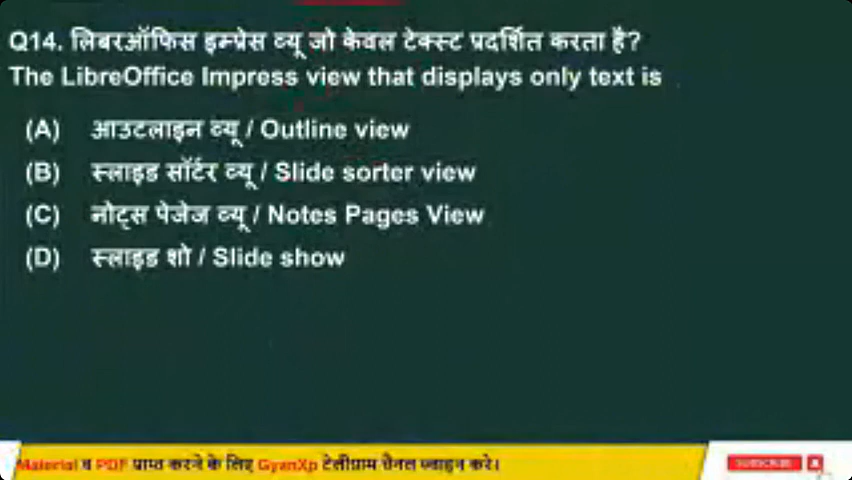 Q14. लिबरऑफिस इम्प्रेस व्यू जो केवल टेक्स्ट प्रदर्शित करता है?
The LibreOffice Impress view that displays only text is
(A) आउटलाइन व्यू / Outline view
(B) स्लाइड सॉर्टर व्यू / Slide sorter view
(C) नोट्स पेजेज व्यू / Notes Pages View
(D) स्लाइड शो / Slide show
Material व PDF प्राप्त करने के लिए GyanXp टेलीग्राम चैनल ज्वाइन करे।
SUBSCRIBE